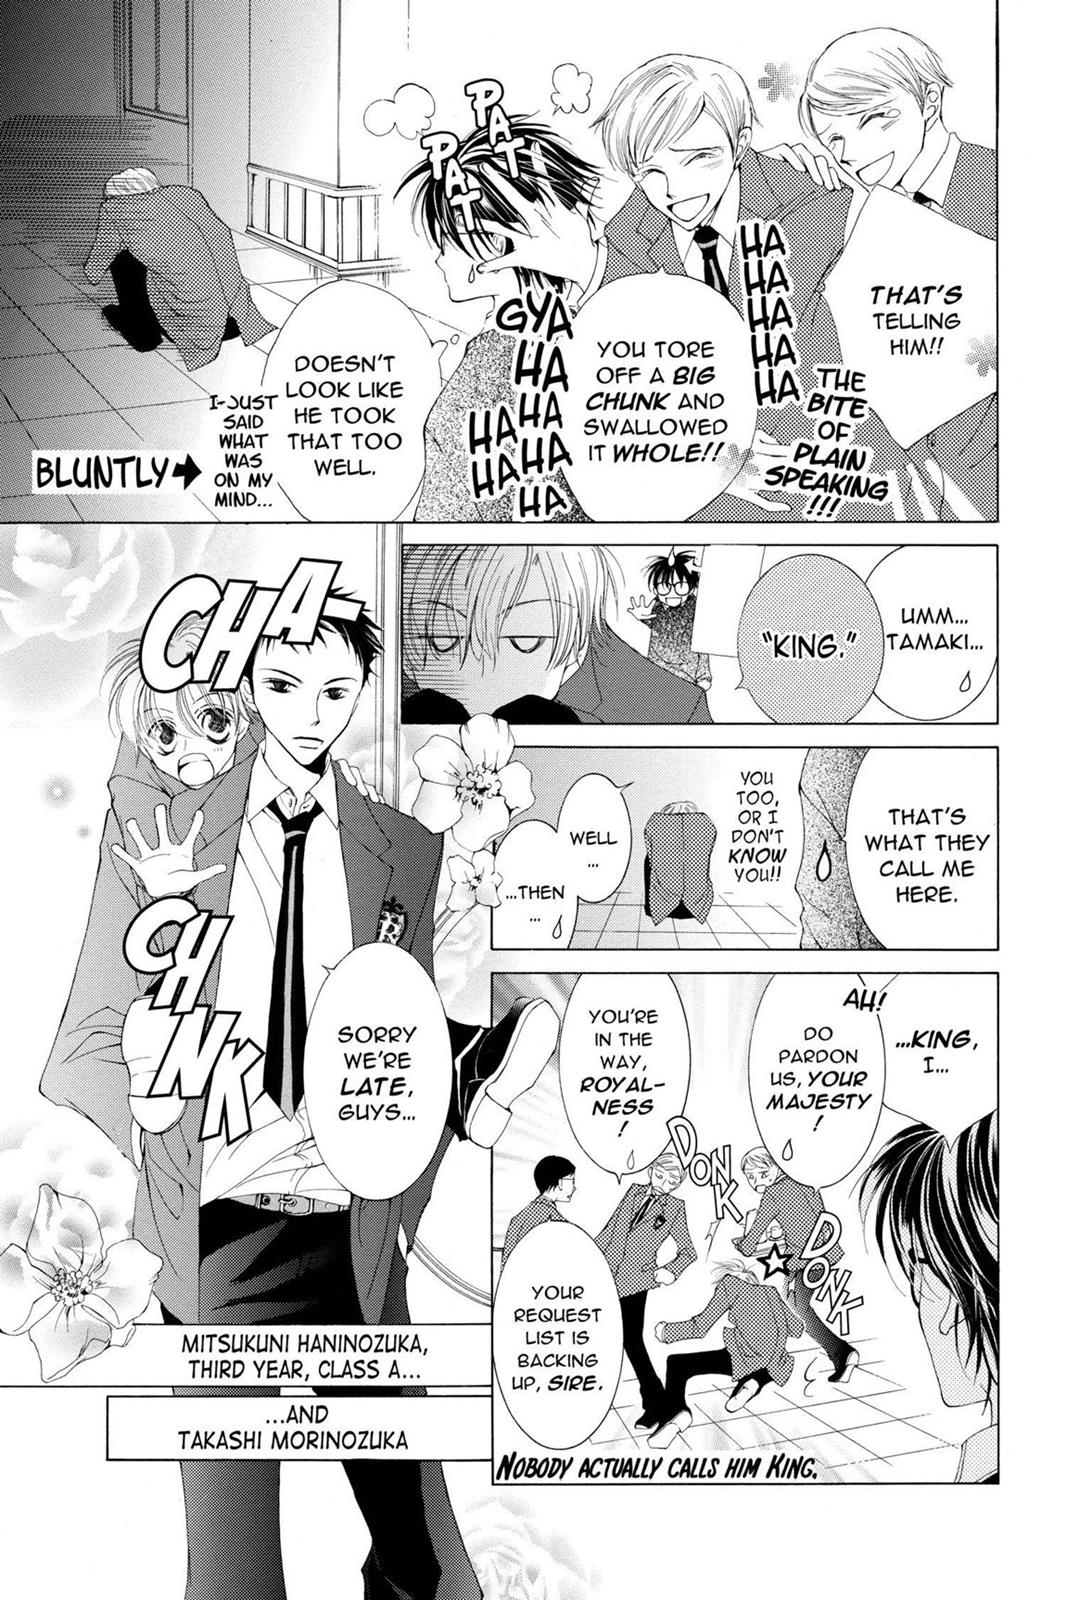 THAT'S
TELLING
HIM!!
HA
HA
HA
HA
HA
THE
BITE
OF
PLAIN
SPEAKING
!!!
PAT
PAT
YOU TORE
OFF A BIG
CHUNK AND
SWALLOWED
IT WHOLE!!
GYA
HA
HA
HA
HA
HA
HA
DOESN'T
LOOK LIKE
HE TOOK
THAT TOO
WELL.
I-JUST
SAID
WHAT
WAS
ON MY
MIND...
BLUNTLY
UMM...
TAMAKI...
"KING."
THAT'S
WHAT THEY
CALL ME
HERE.
YOU
TOO,
OR I
DON'T
KNOW
YOU!!
WELL
...
...THEN
...
...KING,
I...
AH!
DO
PARDON
US, YOUR
MAJESTY
!
YOU'RE
IN THE
WAY,
ROYAL-
NESS
!
DONK
DONK
YOUR
REQUEST
LIST IS
BACKING
UP, SIRE.
NOBODY ACTUALLY CALLS HIM KING.
CHA-
CHNK
SORRY
WE'RE
LATE,
GUYS...
MITSUKUNI HANINOZUKA,
THIRD YEAR, CLASS A...
...AND
TAKASHI MORINOZUKA